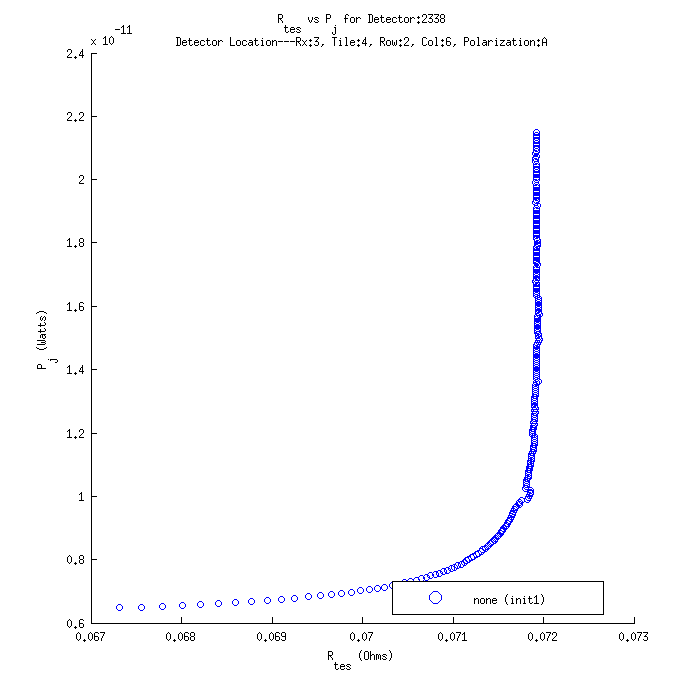 R_tes vs P_j for Detector:2338
Detector Location---Rx:3, Tile:4, Row:2, Col:6, Polarization:A
x 10^-11
2.4
2.2
2
1.8
1.6
1.4
1.2
1
0.8
0.6
P_j (Watts)
none (init1)
0.067 0.068 0.069 0.07 0.071 0.072 0.073
R_tes (Ohms)